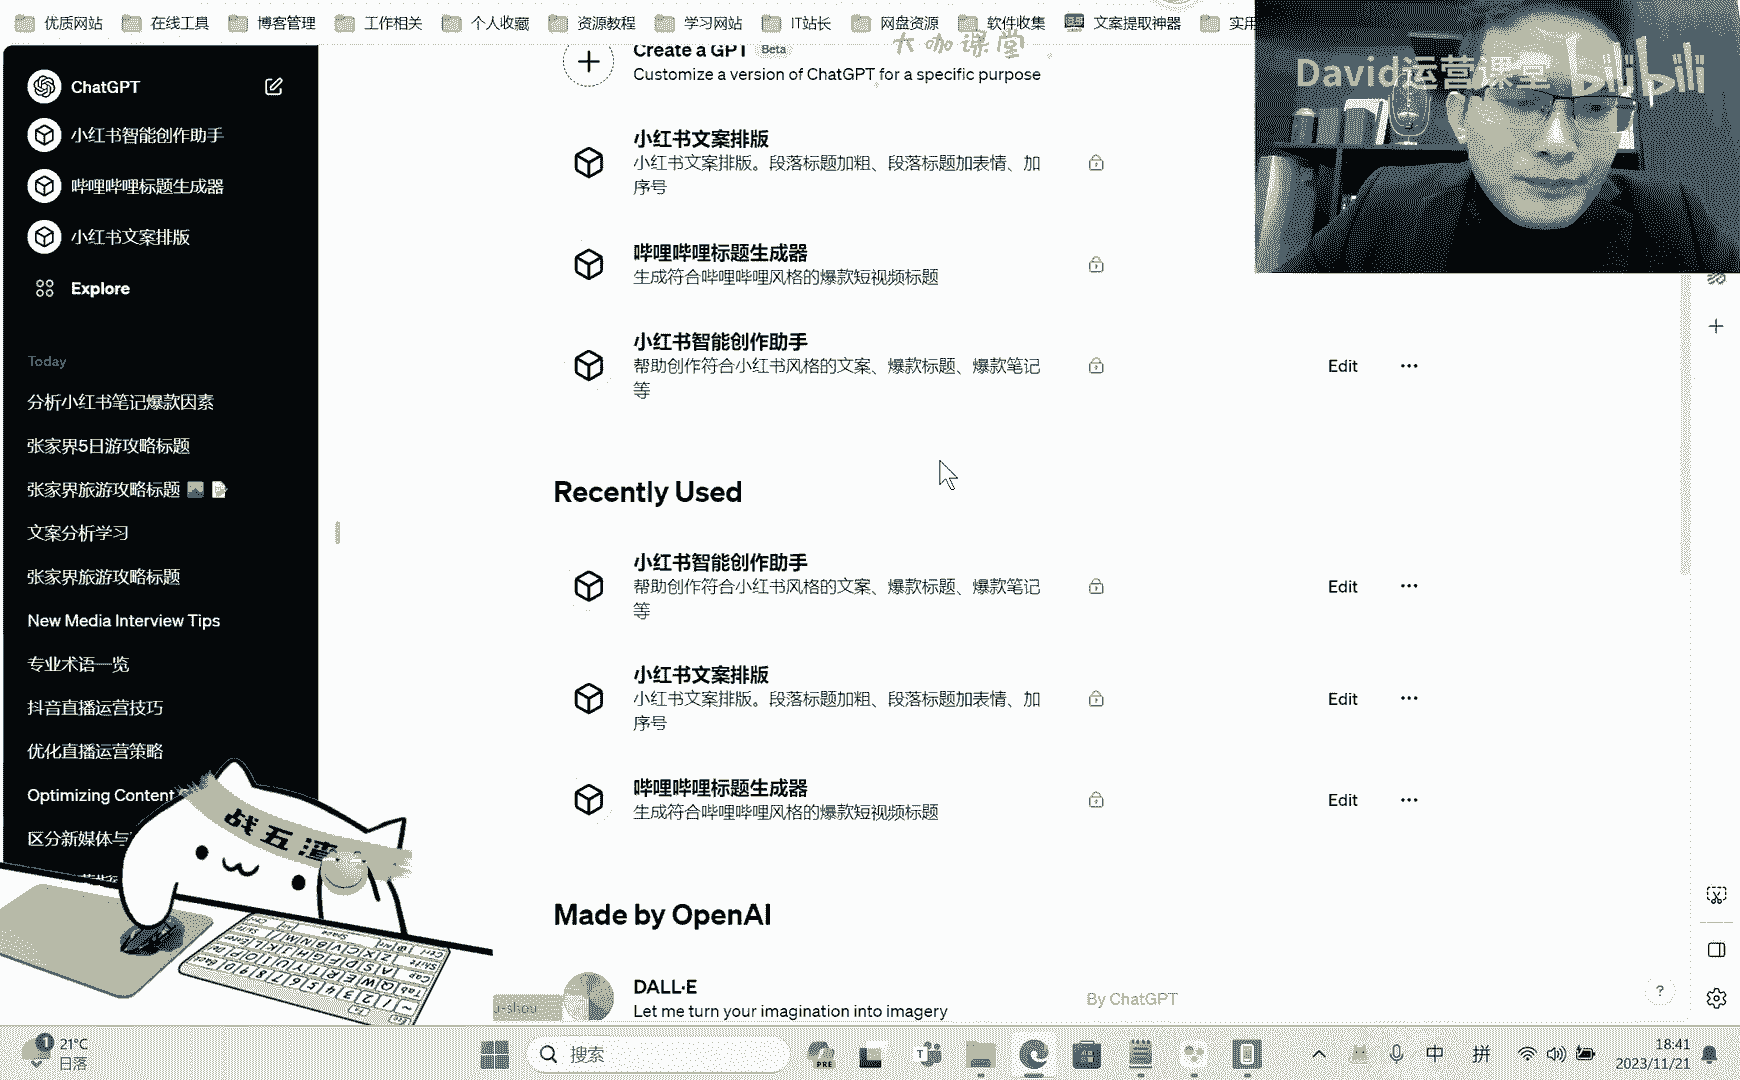 优质网站 在线工具 博客管理 工作相关 个人收藏 资源教程 学习网站 IT站长 网盘资源 软件收集 文案提取神器 实用
大咖课堂
David运营课堂 bilibili
ChatGPT
小红书智能创作助手
哔哩哔哩标题生成器
小红书文案排版
Explore
Today
分析小红书笔记爆款因素
张家界5日游攻略标题
张家界旅游攻略标题
文案分析学习
张家界旅游攻略标题
New Media Interview Tips
专业术语一览
抖音直播运营技巧
优化直播运营策略
Optimizing Content
区分新媒体与
战五渣
Create a GPT Beta
Customize a version of ChatGPT for a specific purpose
小红书文案排版
小红书文案排版。段落标题加粗、段落标题加表情、加
序号
哔哩哔哩标题生成器
生成符合哔哩哔哩风格的爆款短视频标题
小红书智能创作助手
帮助创作符合小红书风格的文案、爆款标题、爆款笔记
等
Edit
Recently Used
小红书智能创作助手
帮助创作符合小红书风格的文案、爆款标题、爆款笔记
等
Edit
小红书文案排版
小红书文案排版。段落标题加粗、段落标题加表情、加
序号
Edit
哔哩哔哩标题生成器
生成符合哔哩哔哩风格的爆款短视频标题
Edit
Made by OpenAI
DALL·E
Let me turn your imagination into imagery
By ChatGPT
?
1
21°C
日落
搜索
PRE
中
拼
18:41
2023/11/21